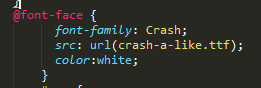 }
@font-face {
font-family: Crash;
src: url(crash-a-like.ttf);
color:white;
}